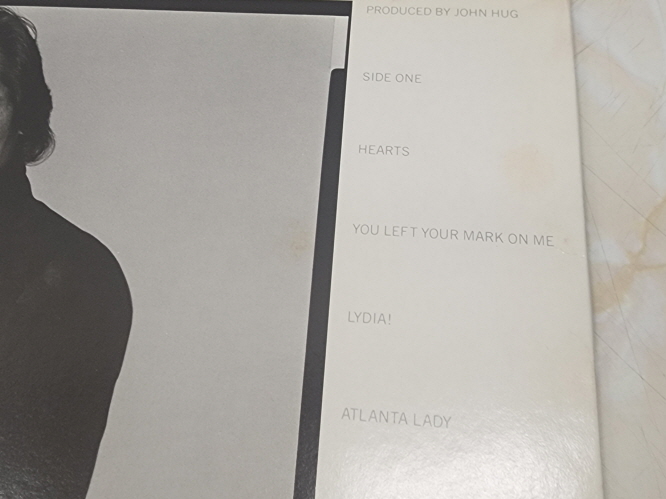 PRODUCED BY JOHN HUG
SIDE ONE
HEARTS
YOU LEFT YOUR MARK ON ME
LYDIA!
ATLANTA LADY